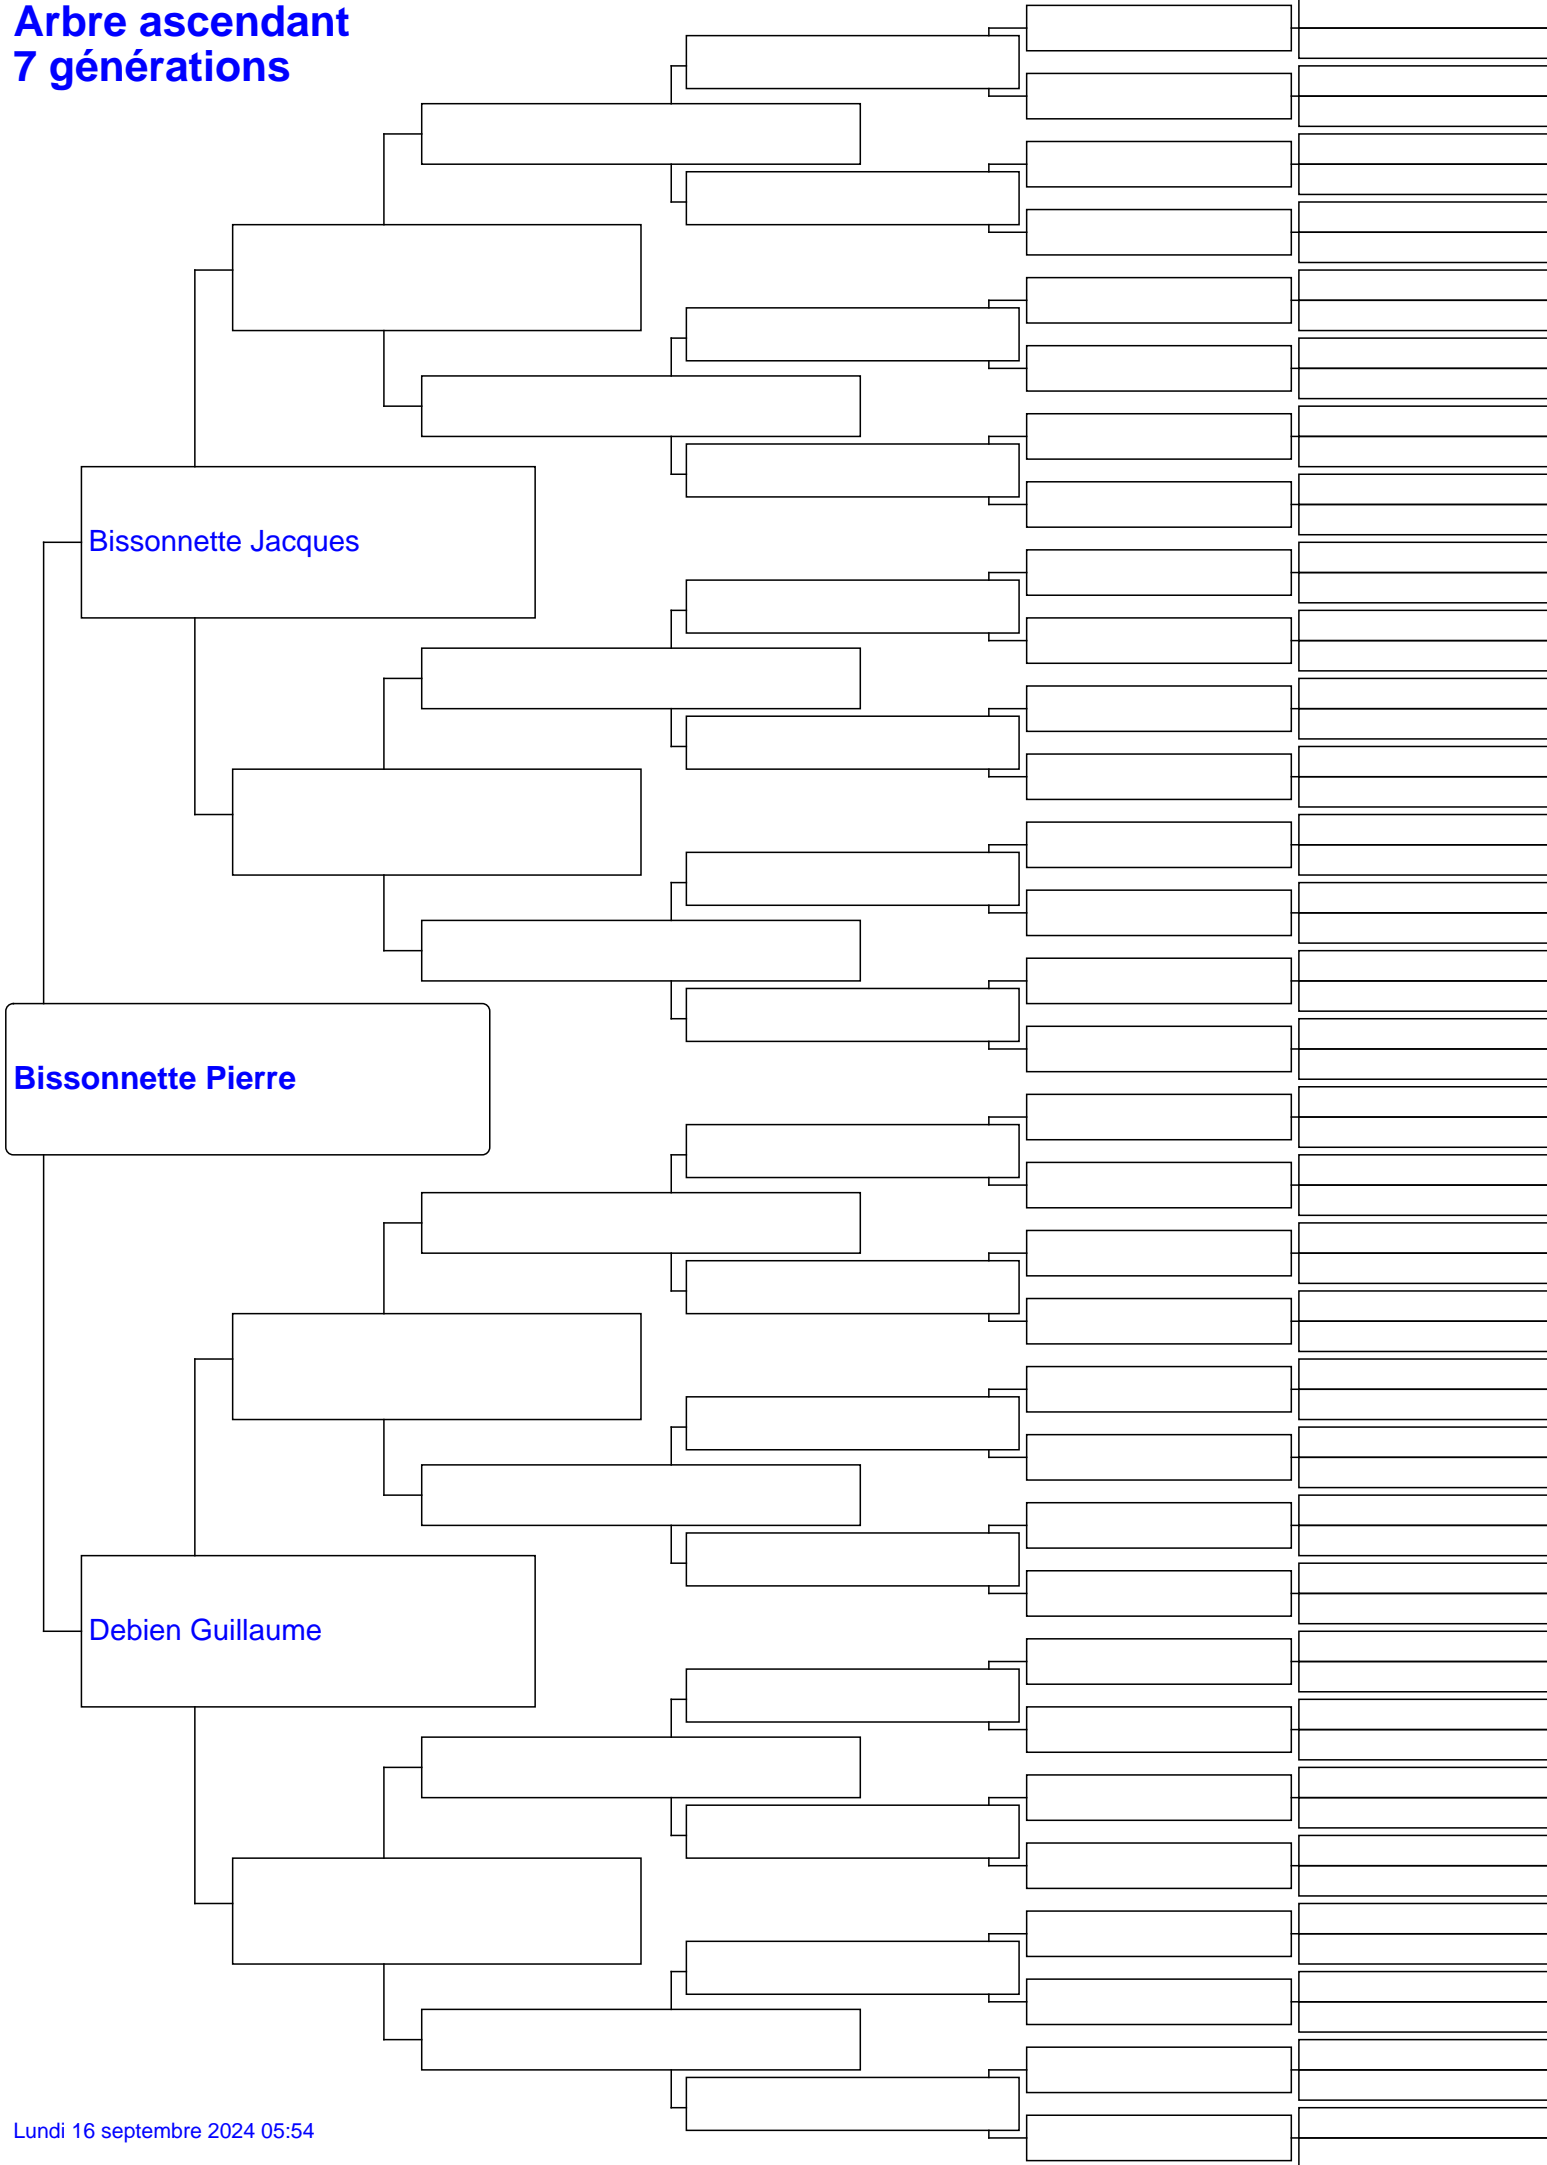 Arbre ascendant
7 générations
Bissonnette Jacques
Bissonnette Pierre
Debien Guillaume
Lundi 16 septembre 2024 05:54